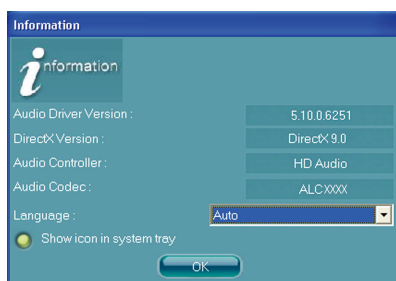 Information
information
Audio Driver Version : 5.10.0.6251
DirectX Version : DirectX 9.0
Audio Controller : HD Audio
Audio Codec : ALCXXXX
Language : Auto
Show icon in system tray
OK